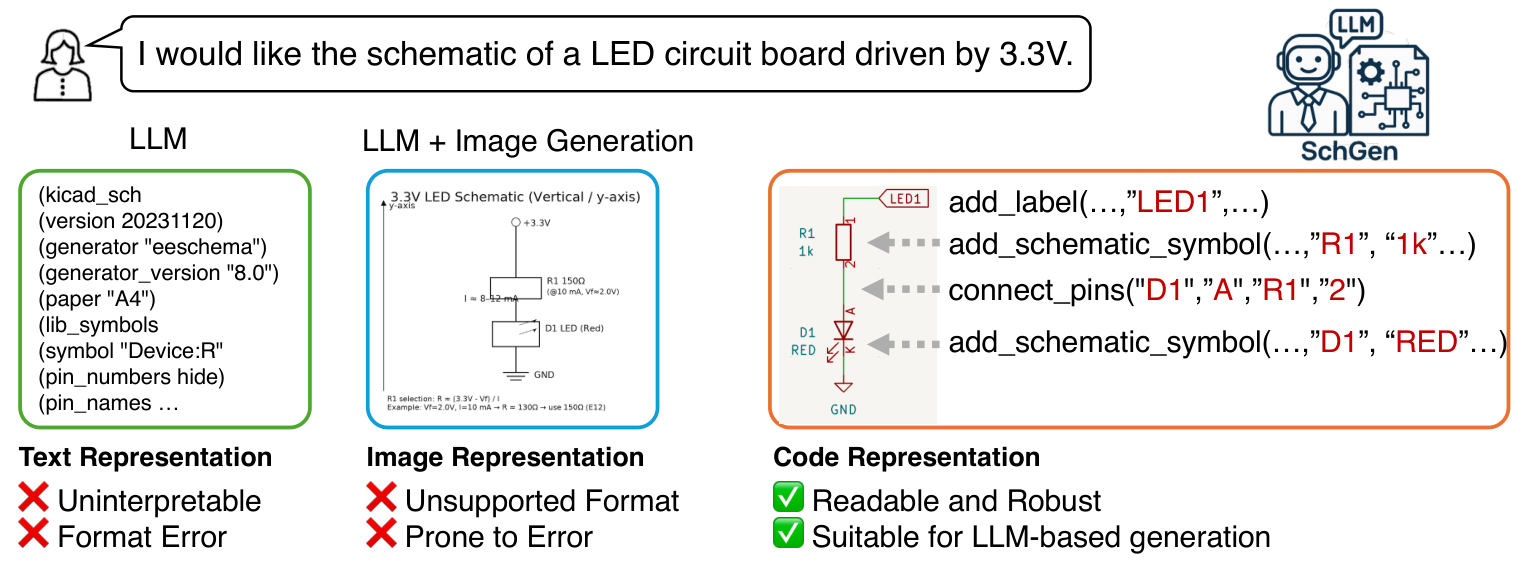 I would like the schematic of a LED circuit board driven by 3.3V.
LLM
SchGen
LLM
(kicad_sch
(version 20231120)
(generator "eeschema")
(generator_version "8.0")
(paper "A4")
(lib_symbols
(symbol "Device:R"
(pin_numbers hide)
(pin_names …
Text Representation
❌ Uninterpretable
❌ Format Error
LLM + Image Generation
3.3V LED Schematic (Vertical / y-axis)
y-axis
+3.3V
R1 150Ω
(@10 mA, Vf≈2.0V)
I ≈ 8–12 mA
D1 LED (Red)
GND
R1 selection: R ≈ (3.3V - Vf) / I
Example: Vf=2.0V, I=10 mA → R ≈ 130Ω → use 150Ω (E12)
Image Representation
❌ Unsupported Format
❌ Prone to Error
LED1
1
R1
1k
2
A
D1
RED
K
GND
add_label(…,”LED1”,…)
add_schematic_symbol(…,”R1”, “1k”…)
connect_pins("D1",”A”,”R1”,”2")
add_schematic_symbol(…,”D1”, “RED”…)
Code Representation
✅ Readable and Robust
✅ Suitable for LLM-based generation